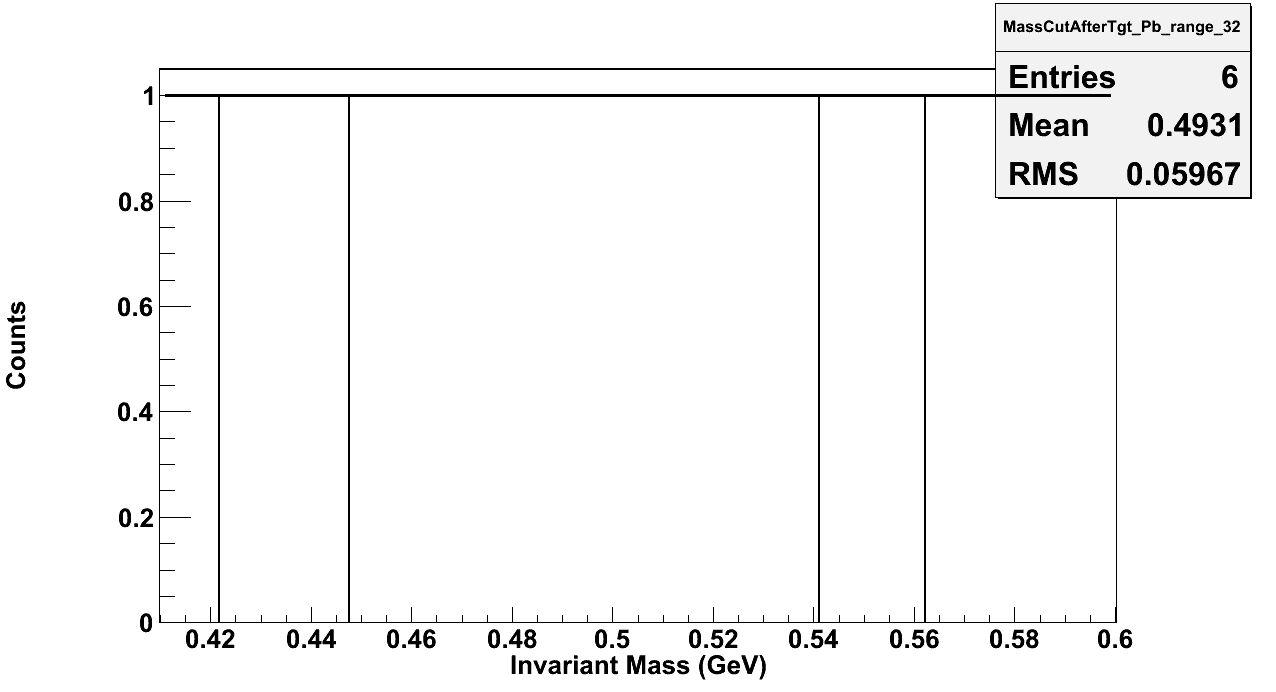 MassCutAfterTgt_Pb_range_32
Entries 6
Mean 0.4931
RMS 0.05967
1
0.8
0.6
0.4
0.2
0
Counts
0.42 0.44 0.46 0.48 0.5 0.52 0.54 0.56 0.58 0.6
Invariant Mass (GeV)